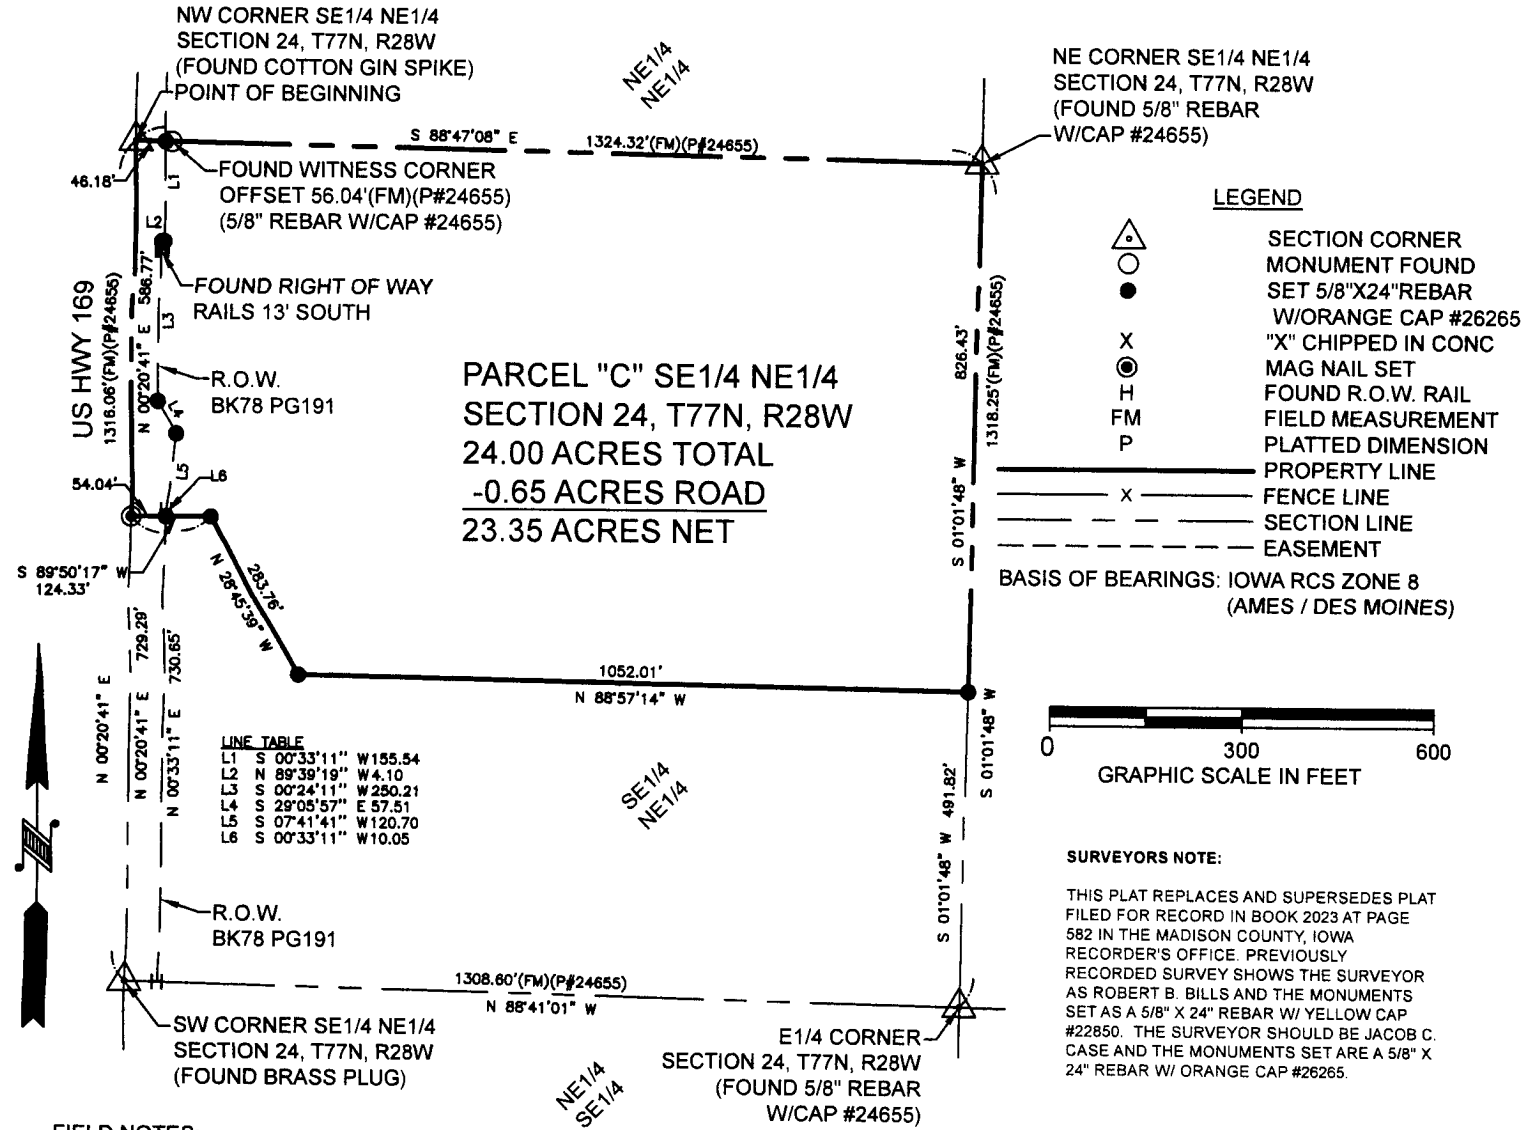 NW CORNER SE1/4 NE1/4
SECTION 24, T77N, R28W
(FOUND COTTON GIN SPIKE)
POINT OF BEGINNING
NE1/4
NE1/4
NE CORNER SE1/4 NE1/4
SECTION 24, T77N, R28W
(FOUND 5/8" REBAR
W/CAP #24655)
S 88°47'08" E
1324.32'(FM)(P#24655)
46.18'
L1
FOUND WITNESS CORNER
OFFSET 56.04'(FM)(P#24655)
(5/8" REBAR W/CAP #24655)
L2
FOUND RIGHT OF WAY
RAILS 13' SOUTH
US HWY 169
1316.06'(FM)(P#24655)
N 00°20'41" E 586.77'
L3
R.O.W.
BK78 PG191
L4
L5
L6
54.04'
PARCEL "C" SE1/4 NE1/4
SECTION 24, T77N, R28W
24.00 ACRES TOTAL
-0.65 ACRES ROAD
23.35 ACRES NET
S 01°01'48" W 826.43'
1318.25'(FM)(P#24655)
LEGEND
SECTION CORNER
MONUMENT FOUND
SET 5/8"X24"REBAR
W/ORANGE CAP #26265
X "X" CHIPPED IN CONC
MAG NAIL SET
H FOUND R.O.W. RAIL
FM FIELD MEASUREMENT
P PLATTED DIMENSION
PROPERTY LINE
X FENCE LINE
SECTION LINE
EASEMENT
BASIS OF BEARINGS: IOWA RCS ZONE 8
(AMES / DES MOINES)
S 89°50'17" W
124.33'
283.76'
N 28°45'39" W
1052.01'
N 88°57'14" W
N 00°20'41" E
N 00°20'41" E 729.29'
N 00°33'11" E 730.65'
LINE TABLE
L1 S 00°33'11" W 155.54
L2 N 89°39'19" W 4.10
L3 S 00°24'11" W 250.21
L4 S 29°05'57" E 57.51
L5 S 07°41'41" W 120.70
L6 S 00°33'11" W 10.05
SE1/4
NE1/4
S 01°01'48" W 491.82'
S 01°01'48" W
0 300 600
GRAPHIC SCALE IN FEET
SURVEYORS NOTE:
THIS PLAT REPLACES AND SUPERSEDES PLAT
FILED FOR RECORD IN BOOK 2023 AT PAGE
582 IN THE MADISON COUNTY, IOWA
RECORDER'S OFFICE. PREVIOUSLY
RECORDED SURVEY SHOWS THE SURVEYOR
AS ROBERT B. BILLS AND THE MONUMENTS
SET AS A 5/8" X 24" REBAR W/ YELLOW CAP
#22850. THE SURVEYOR SHOULD BE JACOB C.
CASE AND THE MONUMENTS SET ARE A 5/8" X
24" REBAR W/ ORANGE CAP #26265.
R.O.W.
BK78 PG191
H
1308.60'(FM)(P#24655)
N 88°41'01" W
SW CORNER SE1/4 NE1/4
SECTION 24, T77N, R28W
(FOUND BRASS PLUG)
NE1/4
SE1/4
E1/4 CORNER
SECTION 24, T77N, R28W
(FOUND 5/8" REBAR
W/CAP #24655)
FIELD NOTES